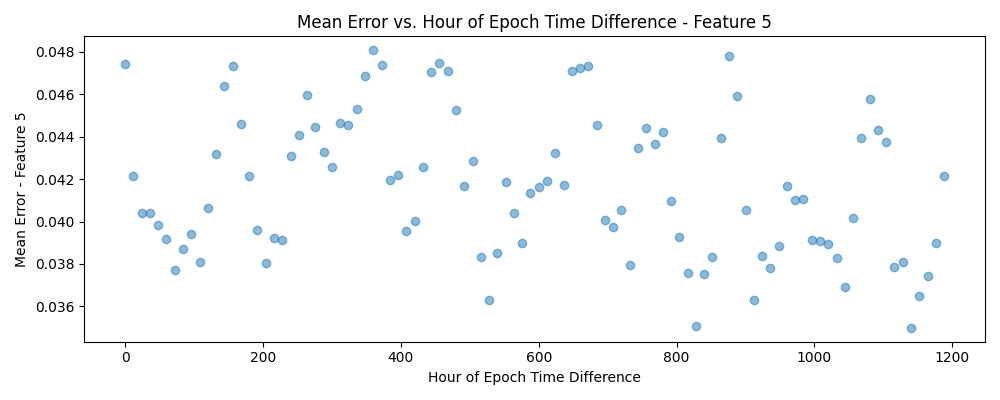 Mean Error vs. Hour of Epoch Time Difference - Feature 5
Mean Error - Feature 5
0.048
0.046
0.044
0.042
0.040
0.038
0.036
0 200 400 600 800 1000 1200
Hour of Epoch Time Difference